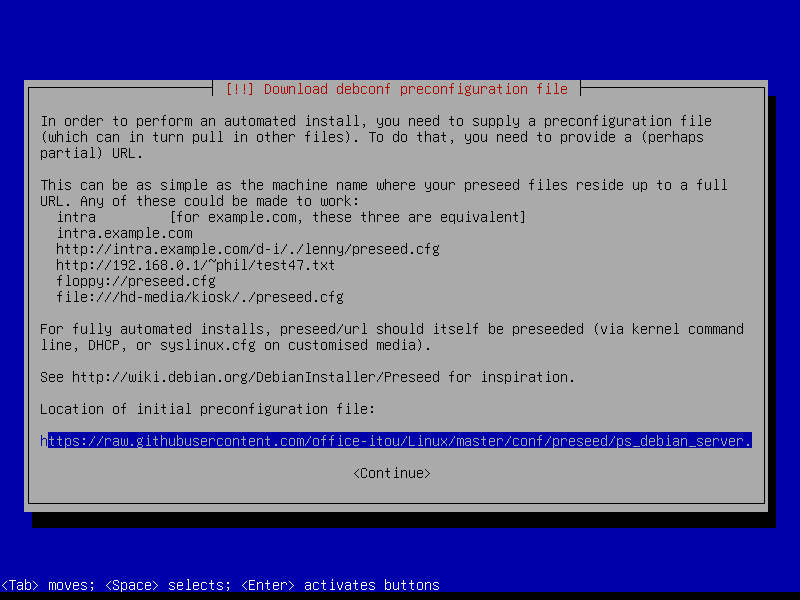 [!!] Download debconf preconfiguration file
In order to perform an automated install, you need to supply a preconfiguration file
(which can in turn pull in other files). To do that, you need to provide a (perhaps
partial) URL.
This can be as simple as the machine name where your preseed files reside up to a full
URL. Any of these could be made to work:
intra [for example.com, these three are equivalent]
intra.example.com
http://intra.example.com/d-i/./lenny/preseed.cfg
http://192.168.0.1/~phil/test47.txt
floppy://preseed.cfg
file:///hd-media/kiosk/./preseed.cfg
For fully automated installs, preseed/url should itself be preseeded (via kernel command
line, DHCP, or syslinux.cfg on customised media).
See http://wiki.debian.org/DebianInstaller/Preseed for inspiration.
Location of initial preconfiguration file:
https://raw.githubusercontent.com/office-itou/Linux/master/conf/preseed/ps_debian_server.
<Continue>
<Tab> moves; <Space> selects; <Enter> activates buttons